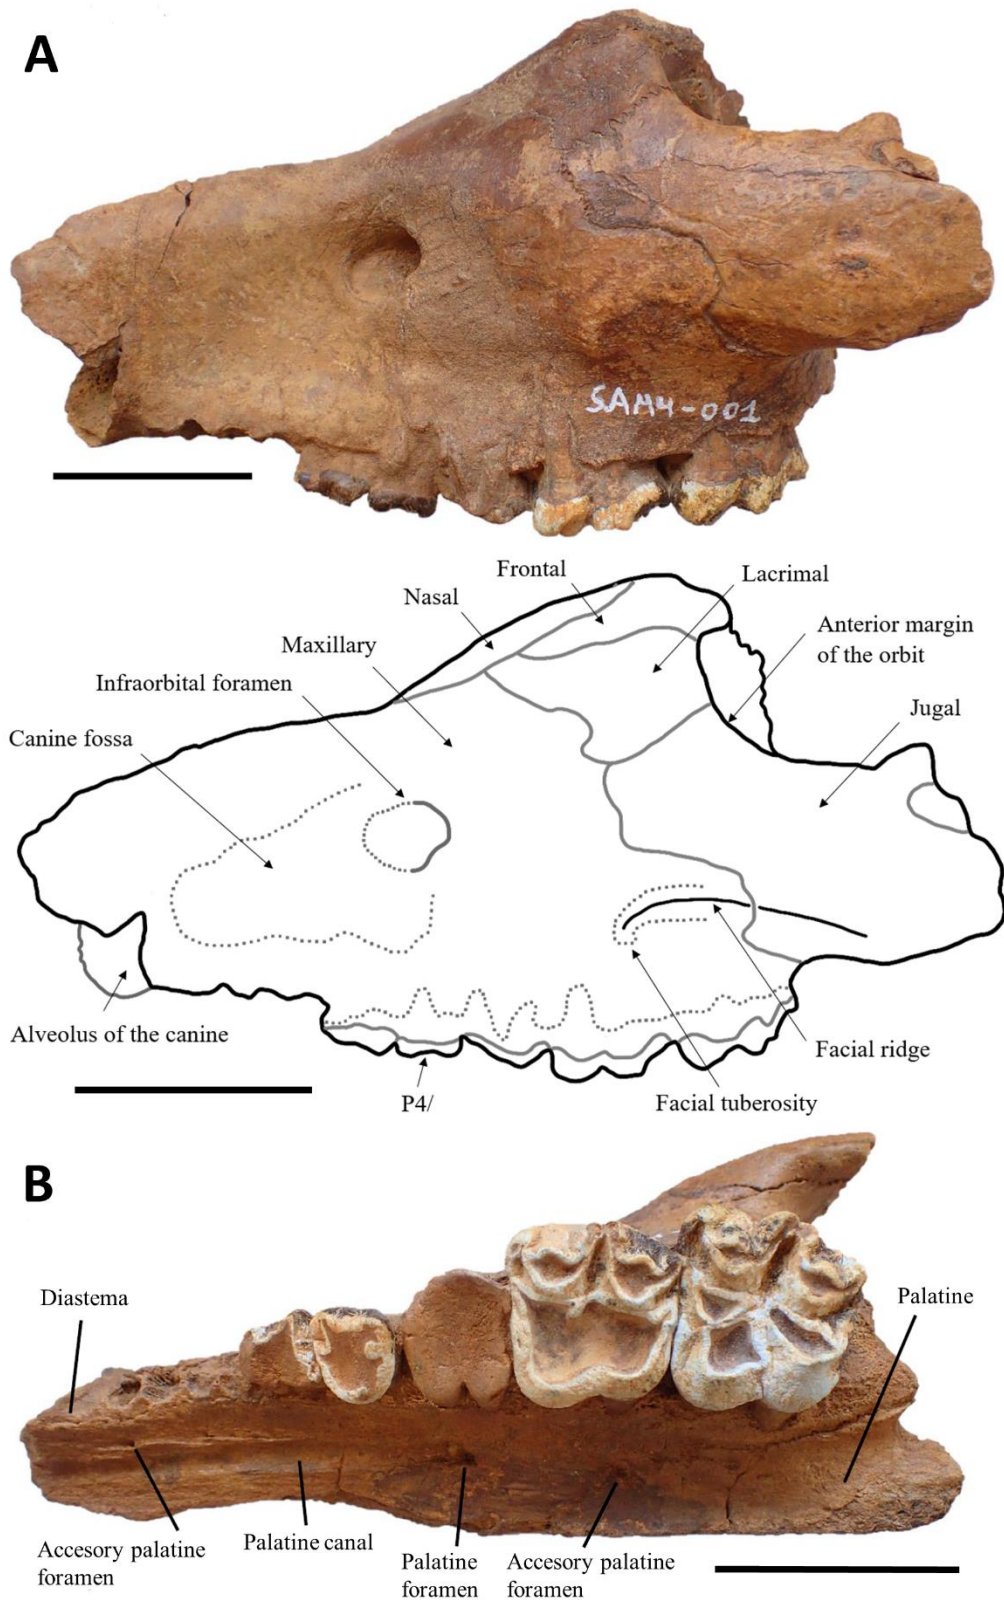 A
SAM4-001
Frontal
Lacrimal
Nasal
Anterior margin
of the orbit
Maxillary
Infraorbital foramen
Jugal
Canine fossa
Alveolus of the canine
Facial ridge
P4/
Facial tuberosity
B
Diastema
Palatine
Accesory palatine
foramen
Palatine canal
Palatine
foramen
Accesory palatine
foramen